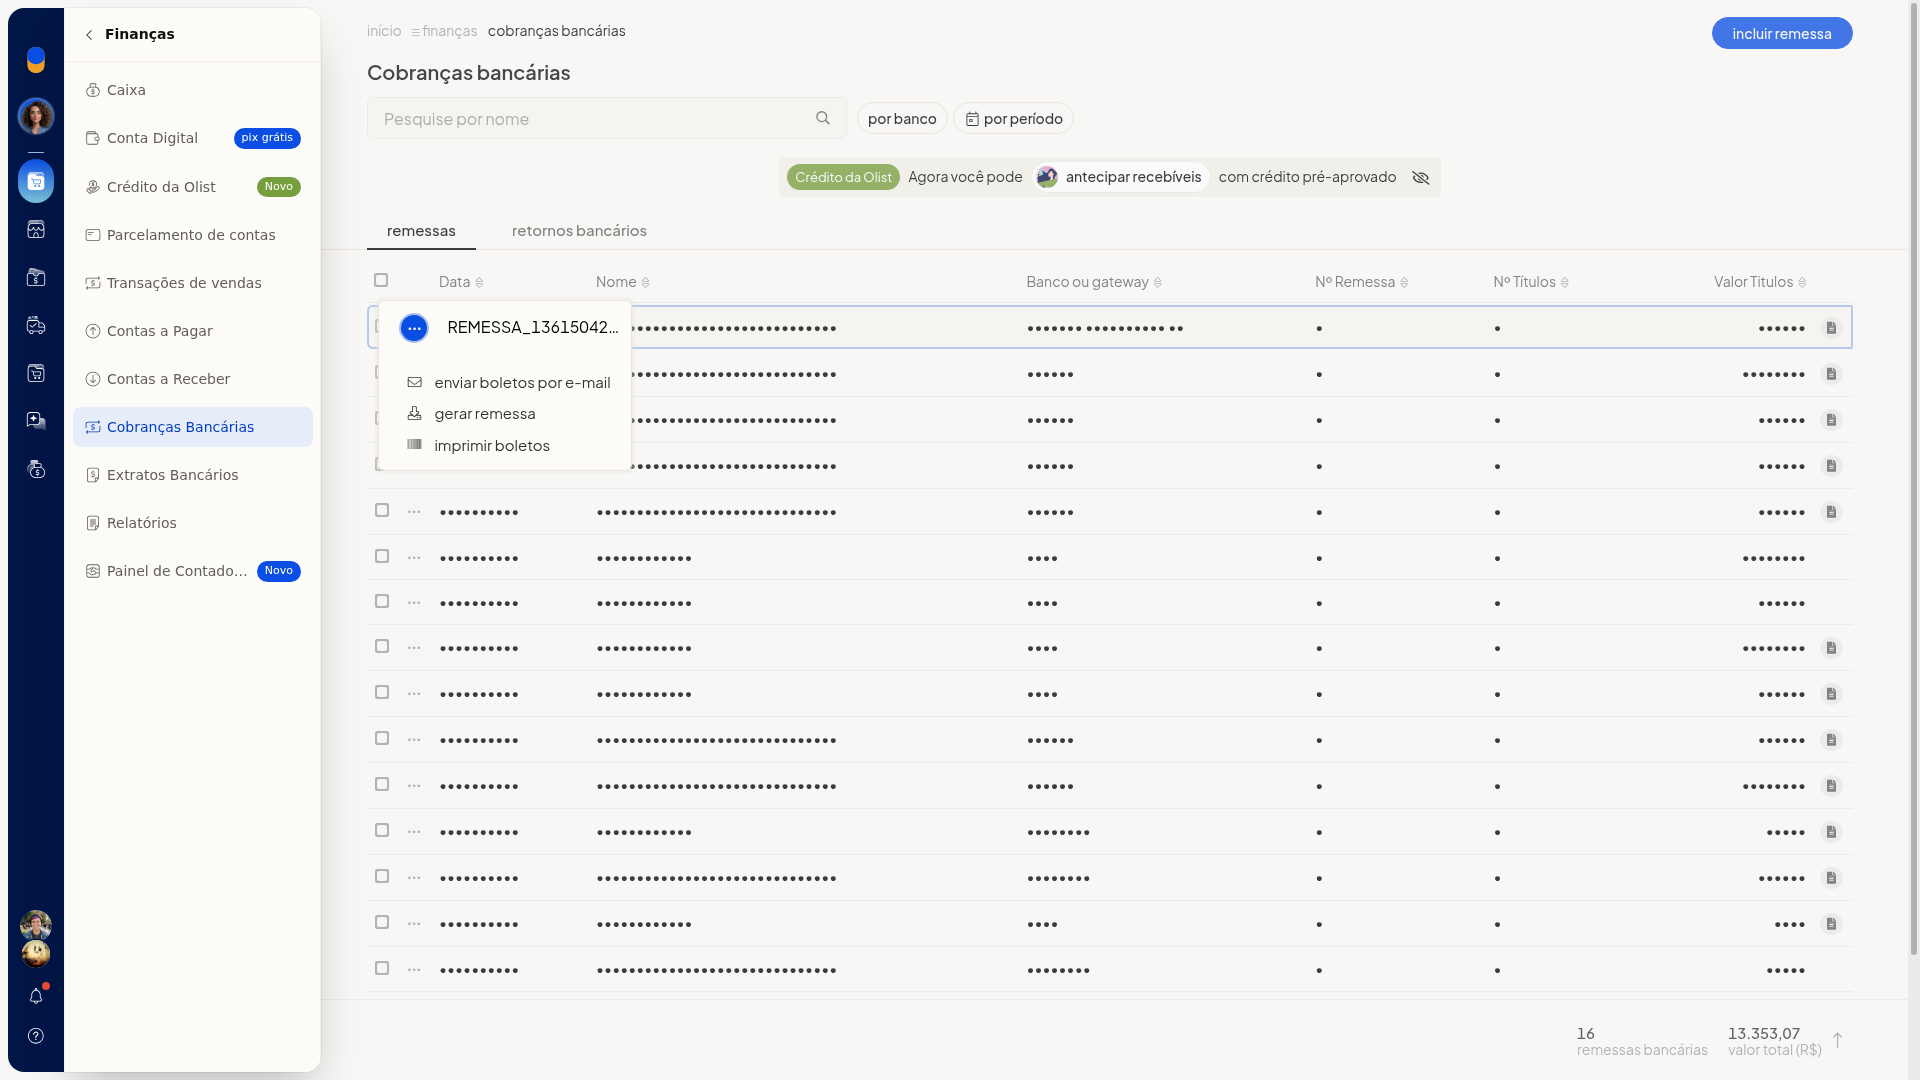 Finanças
Caixa
Conta Digital
pix grátis
Crédito da Olist
Novo
Parcelamento de contas
Transações de vendas
Contas a Pagar
Contas a Receber
Cobranças Bancárias
Extratos Bancários
Relatórios
Painel de Contado...
Novo
início
finanças
cobranças bancárias
incluir remessa
Cobranças bancárias
Pesquise por nome
por banco
por período
Crédito da Olist
Agora você pode
antecipar recebíveis
com crédito pré-aprovado
remessas
retornos bancários
Data
Nome
Banco ou gateway
Nº Remessa
Nº Títulos
Valor Titulos
REMESSA_13615042...
enviar boletos por e-mail
gerar remessa
imprimir boletos
16
remessas bancárias
13.353,07
valor total (R$)